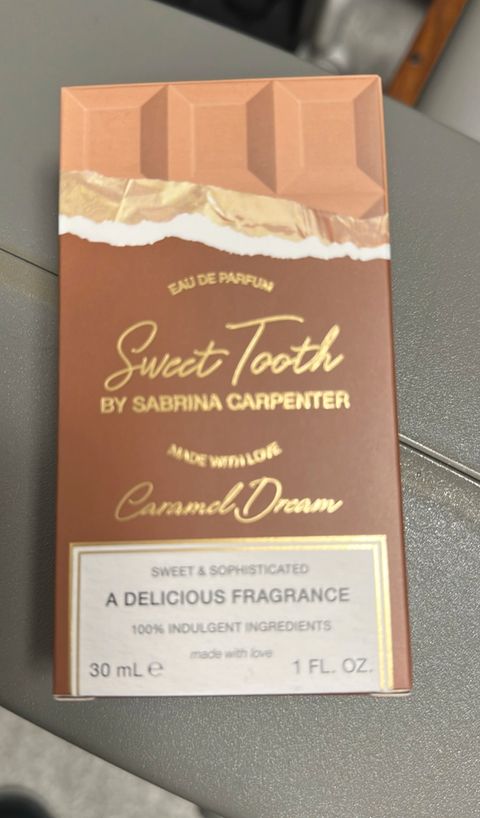 EAU DE PARFUM
Sweet Tooth
BY SABRINA CARPENTER
MADE WITH LOVE
Caramel Dream
SWEET & SOPHISTICATED
A DELICIOUS FRAGRANCE
100% INDULGENT INGREDIENTS
made with love
30 mL ℮ 1 FL. OZ.